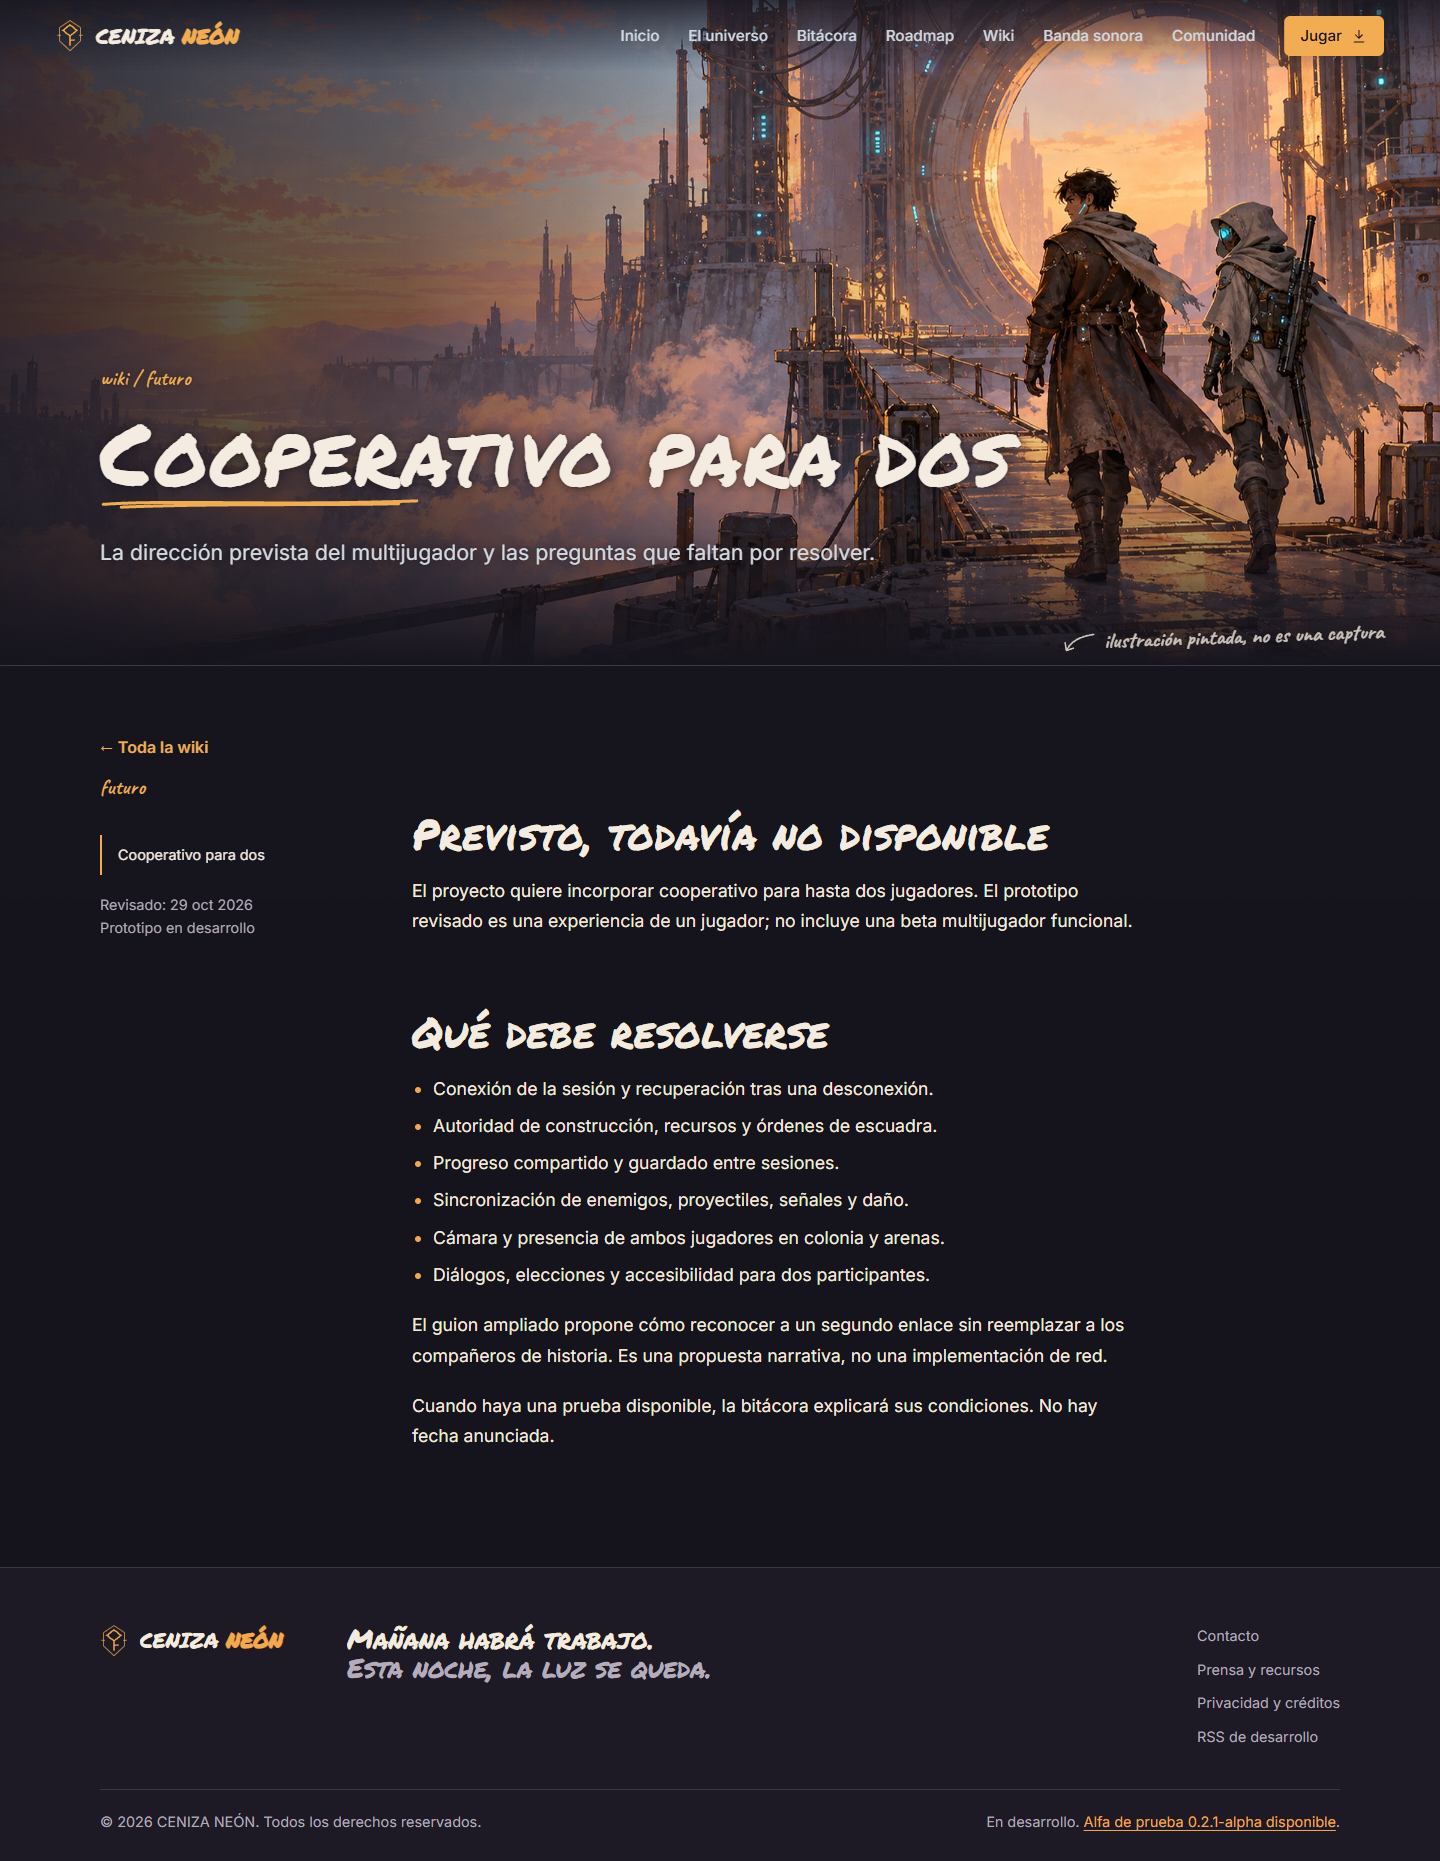 CENIZA NEÓN
Inicio
El universo
Bitácora
Roadmap
Wiki
Banda sonora
Comunidad
Jugar
wiki / futuro
Cooperativo para dos
La dirección prevista del multijugador y las preguntas que faltan por resolver.
ilustración pintada, no es una captura
← Toda la wiki
futuro
Cooperativo para dos
Revisado: 29 oct 2026
Prototipo en desarrollo
Previsto, todavía no disponible
El proyecto quiere incorporar cooperativo para hasta dos jugadores. El prototipo
revisado es una experiencia de un jugador; no incluye una beta multijugador funcional.
Qué debe resolverse
• Conexión de la sesión y recuperación tras una desconexión.
• Autoridad de construcción, recursos y órdenes de escuadra.
• Progreso compartido y guardado entre sesiones.
• Sincronización de enemigos, proyectiles, señales y daño.
• Cámara y presencia de ambos jugadores en colonia y arenas.
• Diálogos, elecciones y accesibilidad para dos participantes.
El guion ampliado propone cómo reconocer a un segundo enlace sin reemplazar a los
compañeros de historia. Es una propuesta narrativa, no una implementación de red.
Cuando haya una prueba disponible, la bitácora explicará sus condiciones. No hay
fecha anunciada.
CENIZA NEÓN
Mañana habrá trabajo.
Esta noche, la luz se queda.
Contacto
Prensa y recursos
Privacidad y créditos
RSS de desarrollo
© 2026 CENIZA NEÓN. Todos los derechos reservados.
En desarrollo. Alfa de prueba 0.2.1-alpha disponible.